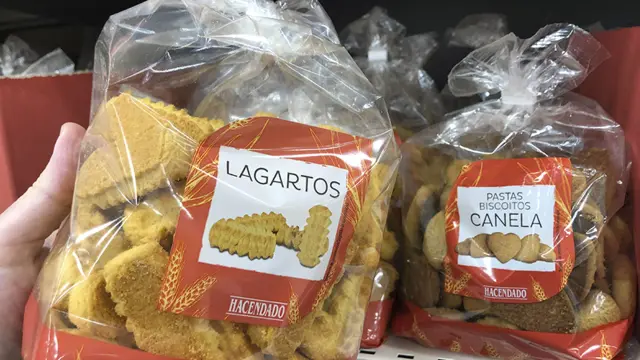 LAGARTOS
HACENDADO
PASTAS
BISCOITOS
CANELA
HACENDADO